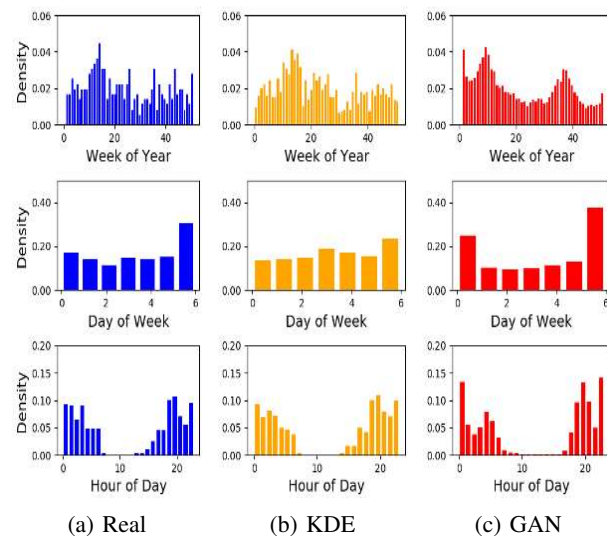 0.06 0.06 0.06
0.04 0.04 0.04
0.02 0.02 0.02
0.00 0.00 0.00
Density
0 20 40 0 20 40 0 20 40
Week of Year Week of Year Week of Year
0.40 0.40 0.40
0.20 0.20 0.20
0.00 0.00 0.00
Density
0 2 4 6 0 2 4 6 0 2 4 6
Day of Week Day of Week Day of Week
0.20 0.20 0.20
0.15 0.15 0.15
0.10 0.10 0.10
0.05 0.05 0.05
0.00 0.00 0.00
Density
0 10 20 0 10 20 0 10 20
Hour of Day Hour of Day Hour of Day
(a) Real (b) KDE (c) GAN